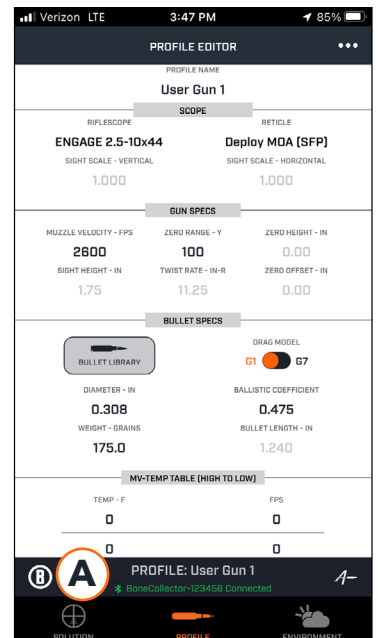 Verizon LTE 3:47 PM 85%
PROFILE EDITOR
PROFILE NAME
User Gun 1
SCOPE
RIFLESCOPE RETICLE
ENGAGE 2.5-10x44 Deploy MOA (SFP)
SIGHT SCALE - VERTICAL SIGHT SCALE - HORIZONTAL
1.000 1.000
GUN SPECS
MUZZLE VELOCITY - FPS ZERO RANGE - Y ZERO HEIGHT - IN
2600 100 0.00
SIGHT HEIGHT - IN TWIST RATE - IN-R ZERO OFFSET - IN
1.75 11.25 0.00
BULLET SPECS
DRAG MODEL
BULLET LIBRARY G1 G7
DIAMETER - IN BALLISTIC COEFFICIENT
0.308 0.475
WEIGHT - GRAINS BULLET LENGTH - IN
175.0 1.240
MV-TEMP TABLE (HIGH TO LOW)
TEMP - F FPS
0 0
0 0
B A PROFILE: User Gun 1 A-
BoneCollector-123456 Connected
SOLUTION PROFILE ENVIRONMENT